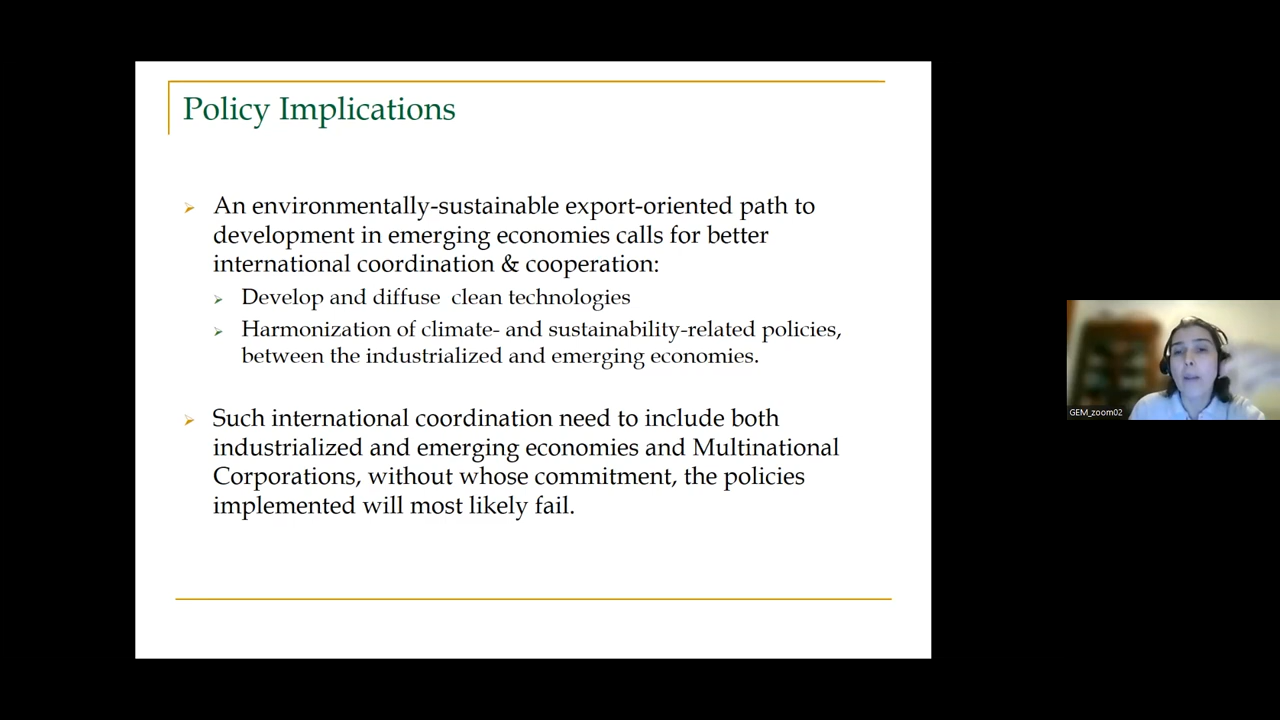 Policy Implications
An environmentally-sustainable export-oriented path to
development in emerging economies calls for better
international coordination & cooperation:
Develop and diffuse clean technologies
Harmonization of climate- and sustainability-related policies,
between the industrialized and emerging economies.
Such international coordination need to include both
industrialized and emerging economies and Multinational
Corporations, without whose commitment, the policies
implemented will most likely fail.
GEM_zoom02